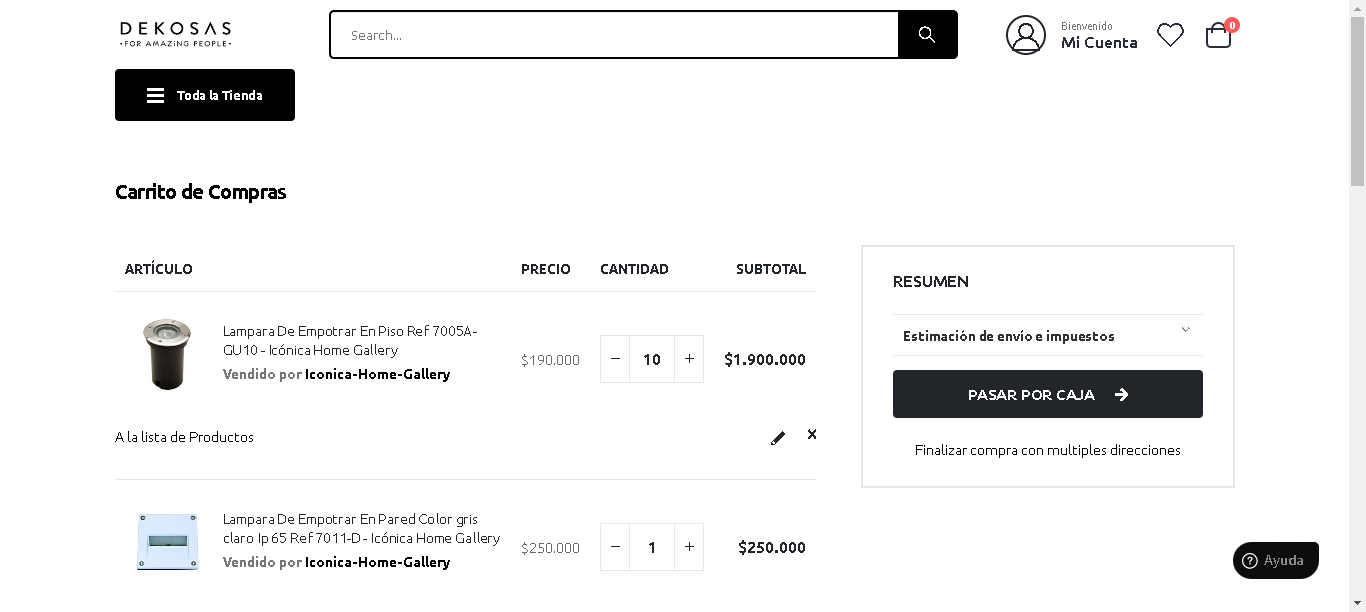 DEKOSAS
•FOR AMAZING PEOPLE•
Search...
Bienvenido
Mi Cuenta
0
Toda la Tienda
Carrito de Compras
ARTÍCULO PRECIO CANTIDAD SUBTOTAL
Lampara De Empotrar En Piso Ref 7005A-
GU10 - Icónica Home Gallery
Vendido por Iconica-Home-Gallery
$190.000 − 10 + $1.900.000
A la lista de Productos
Lampara De Empotrar En Pared Color gris
claro Ip 65 Ref 7011-D - Icónica Home Gallery
Vendido por Iconica-Home-Gallery
$250.000 − 1 + $250.000
RESUMEN
Estimación de envío e impuestos
PASAR POR CAJA
Finalizar compra con multiples direcciones
Ayuda